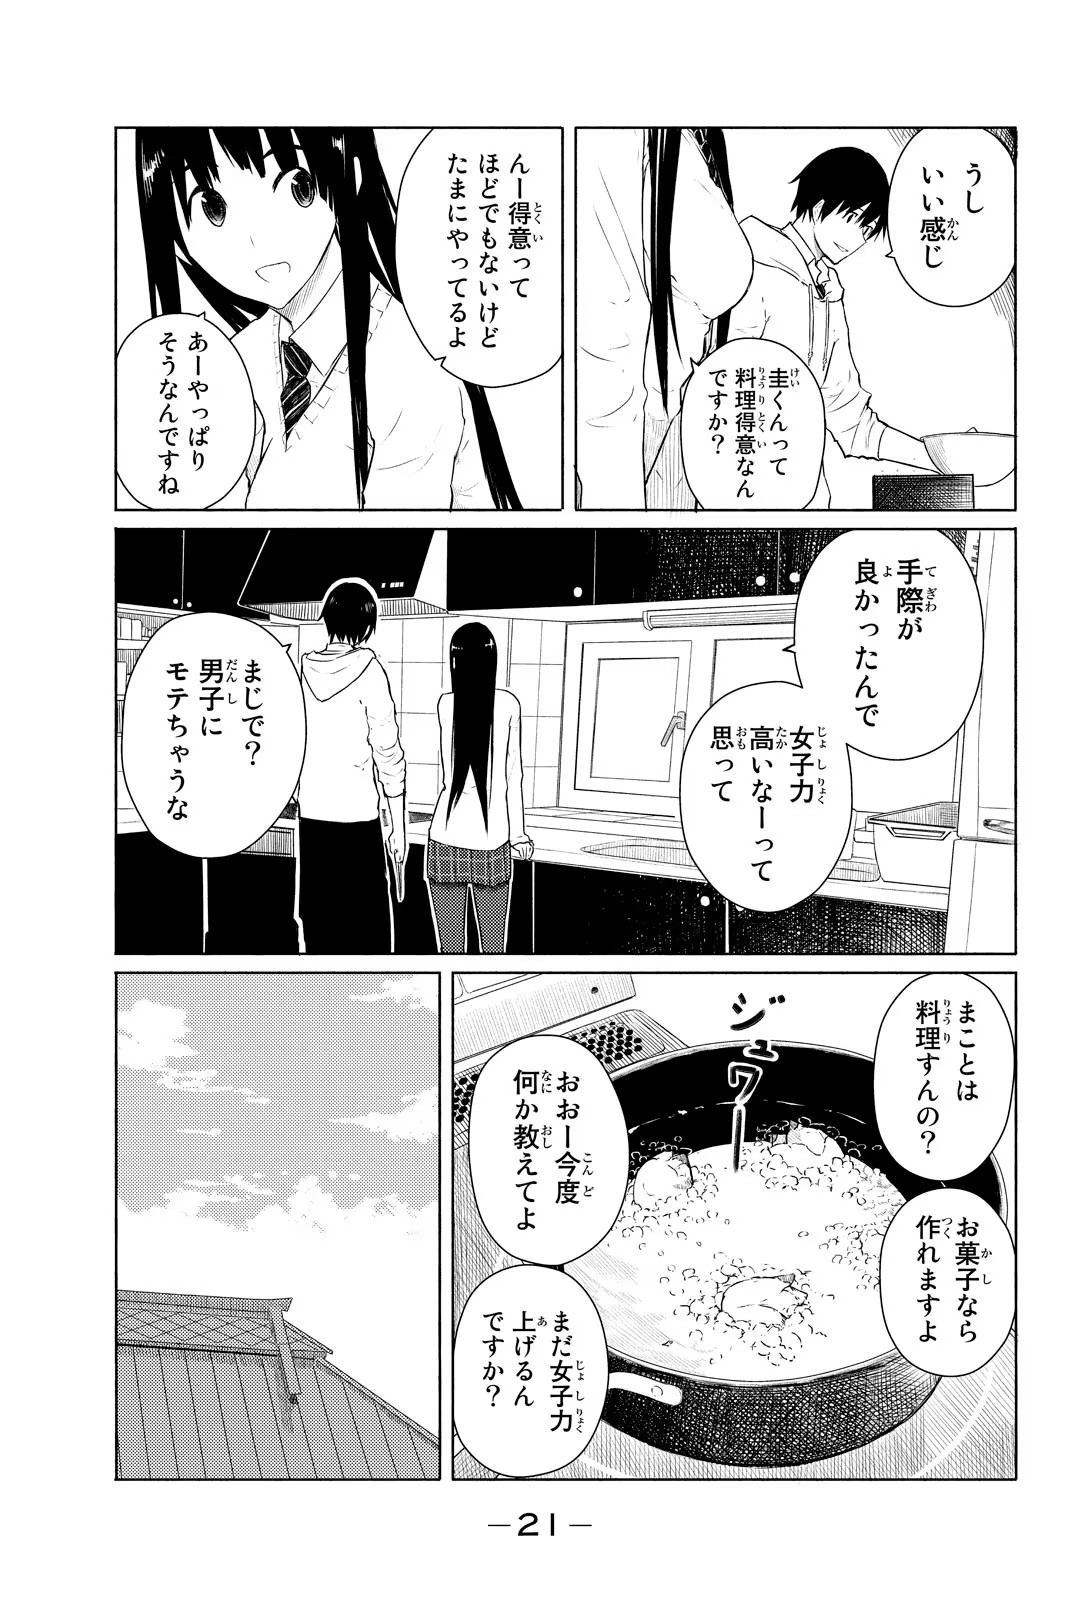 うし
いい感じ
圭くんって
料理得意なん
ですか？
んー得意って
ほどでもないけど
たまにやってるよ
あーやっぱり
そうなんですね
手際が
良かったんで
女子力
高いなーって
思って
まじで？
男子に
モテちゃうな
まことは
料理すんの？
お菓子なら
作れますよ
ジュワー
おおー今度
何か教えてよ
まだ女子力
上げるん
ですか？
—21—